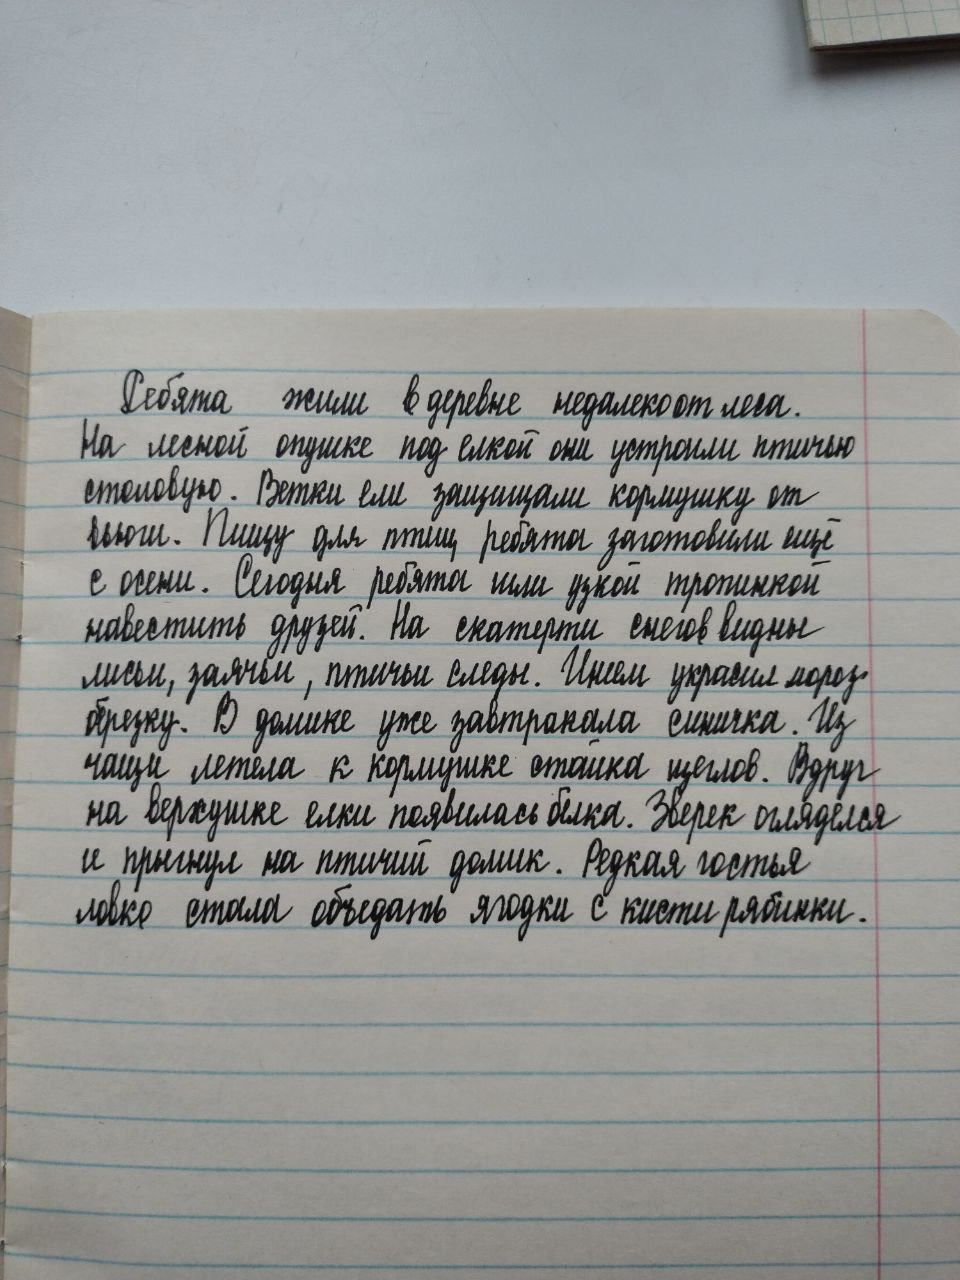 Ребята жили в деревне недалеко от леса.
На лесной опушке под елкой они устроили птичью
столовую. Ветки ели защищали кормушку от
вьюги. Пищу для птиц ребята заготовили ещё
с осени. Сегодня ребята шли узкой тропинкой
навестить друзей. На скатерти снегов видны
лисьи, заячьи, птичьи следы. Инеем украсил мороз
березку. В домике уже завтракала синичка. Из
чащи летела к кормушке стайка щеглов. Вдруг
на верхушке елки появилась белка. Зверек огляделся
и прыгнул на птичий домик. Редкая гостья
ловко стала объедать ягодки с кисти рябинки.